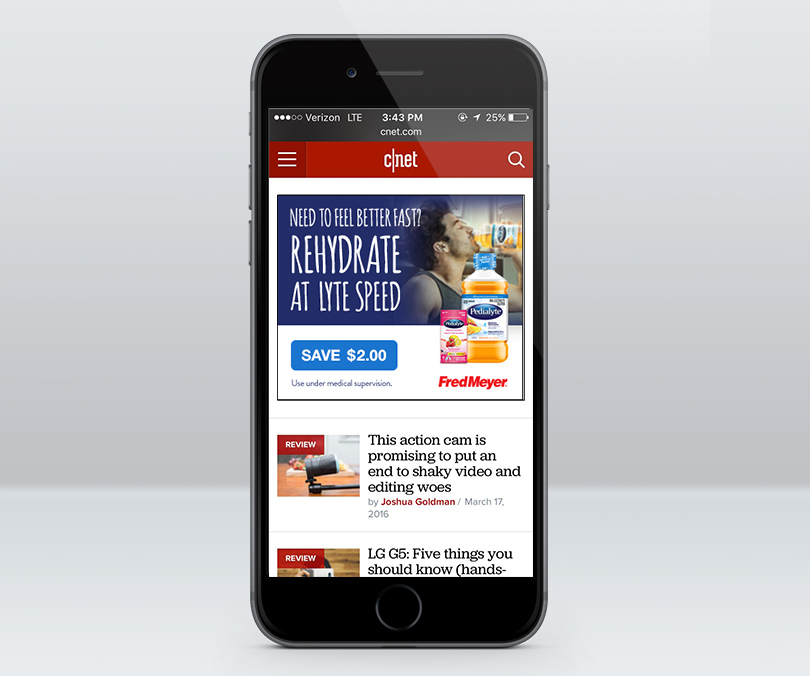 Verizon LTE 3:43 PM 25%
cnet.com
c|net
NEED TO FEEL BETTER FAST?
REHYDRATE
AT LYTE SPEED
Pedialyte
Pedialyte
SAVE $2.00
Use under medical supervision.
FredMeyer
REVIEW
This action cam is
promising to put an
end to shaky video and
editing woes
by Joshua Goldman / March 17,
2016
REVIEW
LG G5: Five things you
should know (hands-